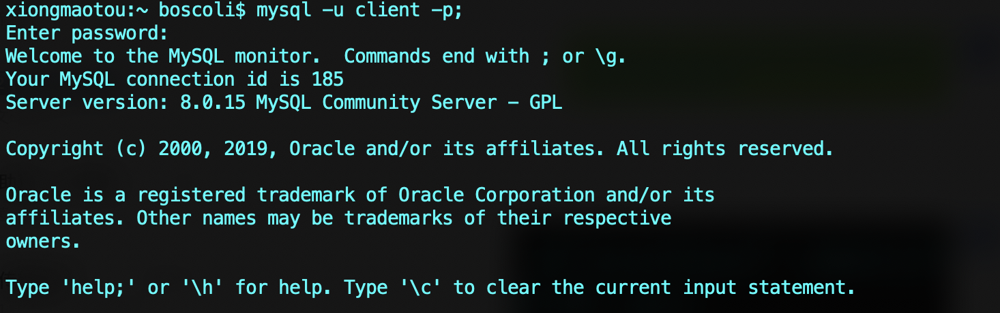 xiongmaotou:~ boscoli$ mysql -u client -p;
Enter password:
Welcome to the MySQL monitor.  Commands end with ; or \g.
Your MySQL connection id is 185
Server version: 8.0.15 MySQL Community Server - GPL
Copyright (c) 2000, 2019, Oracle and/or its affiliates. All rights reserved.
Oracle is a registered trademark of Oracle Corporation and/or its
affiliates. Other names may be trademarks of their respective
owners.
Type 'help;' or '\h' for help. Type '\c' to clear the current input statement.